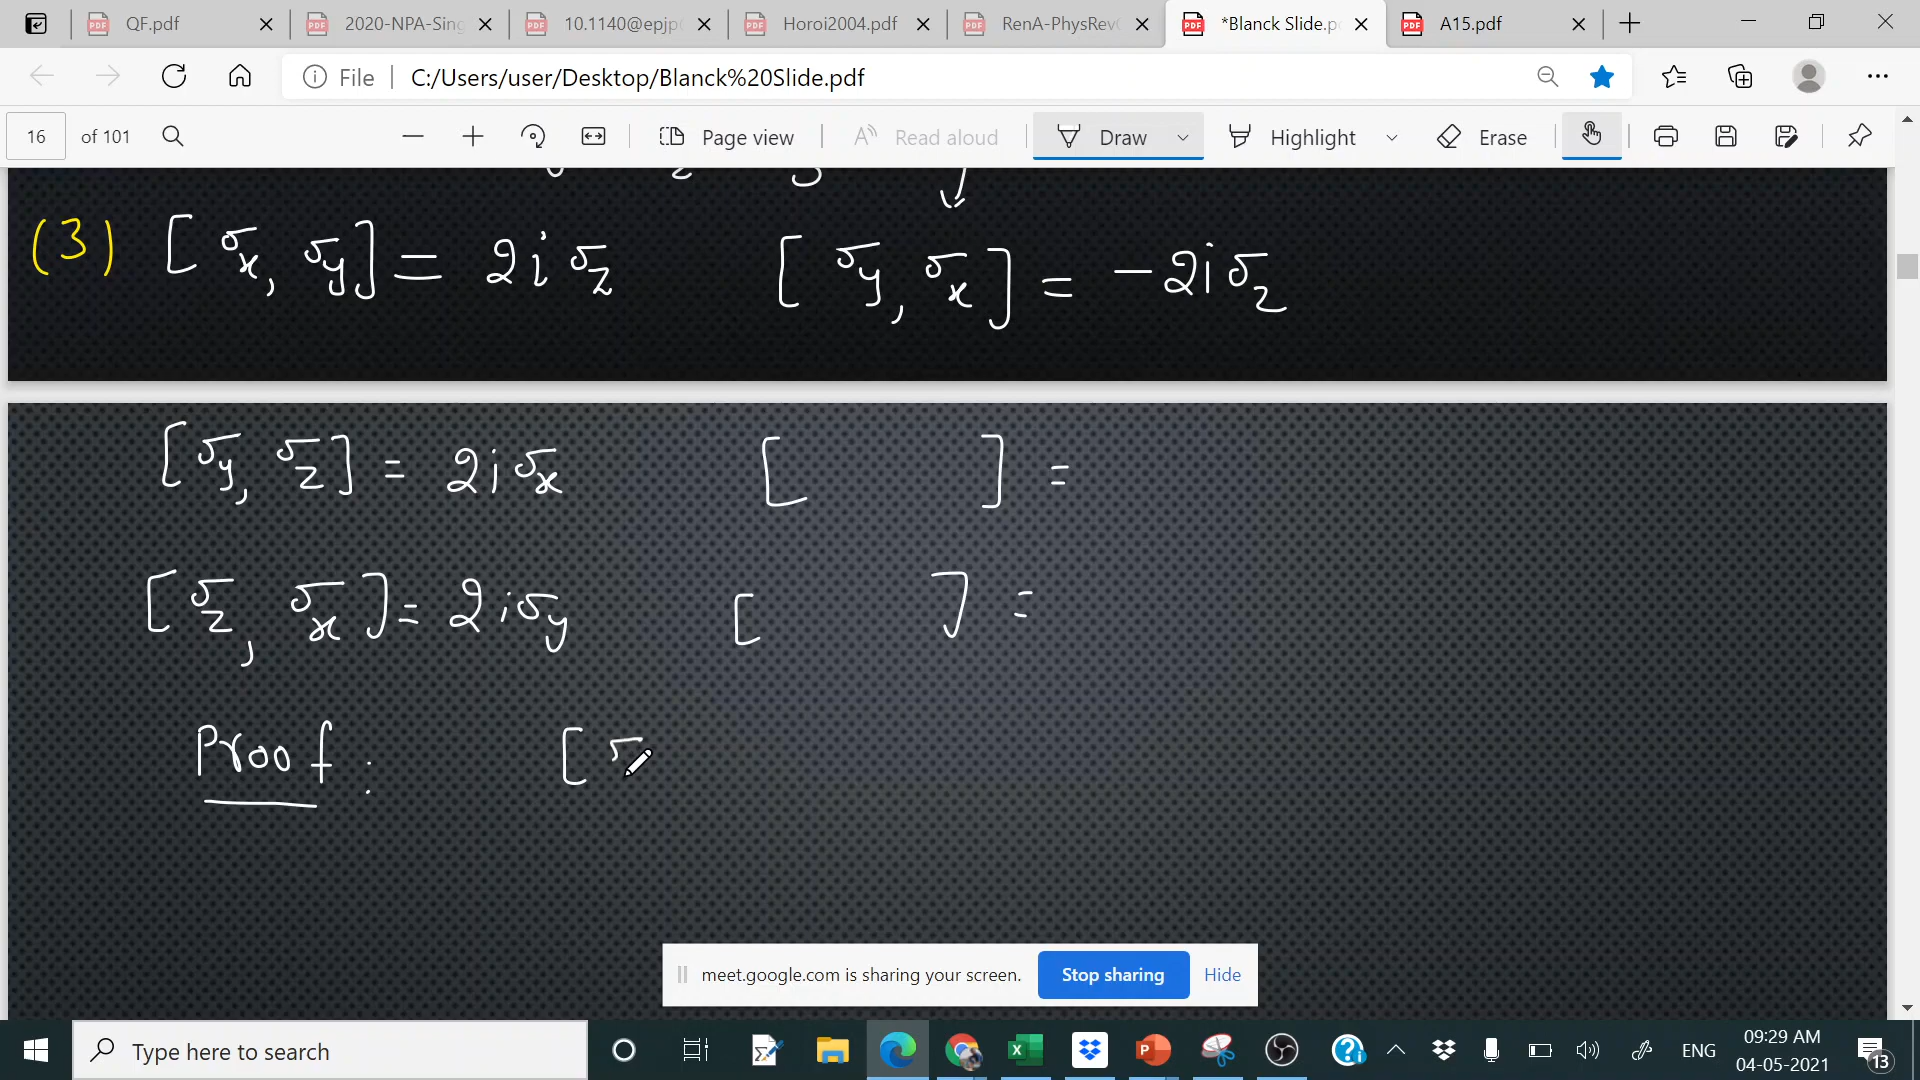 QF.pdf 2020-NPA-Sing 10.1140@epjp Horoi2004.pdf RenA-PhysRev *Blanck Slide.p A15.pdf
File C:/Users/user/Desktop/Blanck%20Slide.pdf
16 of 101 Page view Read aloud Draw Highlight Erase
(3) [σx, σy] = 2iσz [σy, σx] = -2iσz
[σy, σz] = 2iσx [ ] =
[σz, σx] = 2iσy [ ] =
Proof : [σ
meet.google.com is sharing your screen. Stop sharing Hide
Type here to search
ENG
09:29 AM
04-05-2021
13